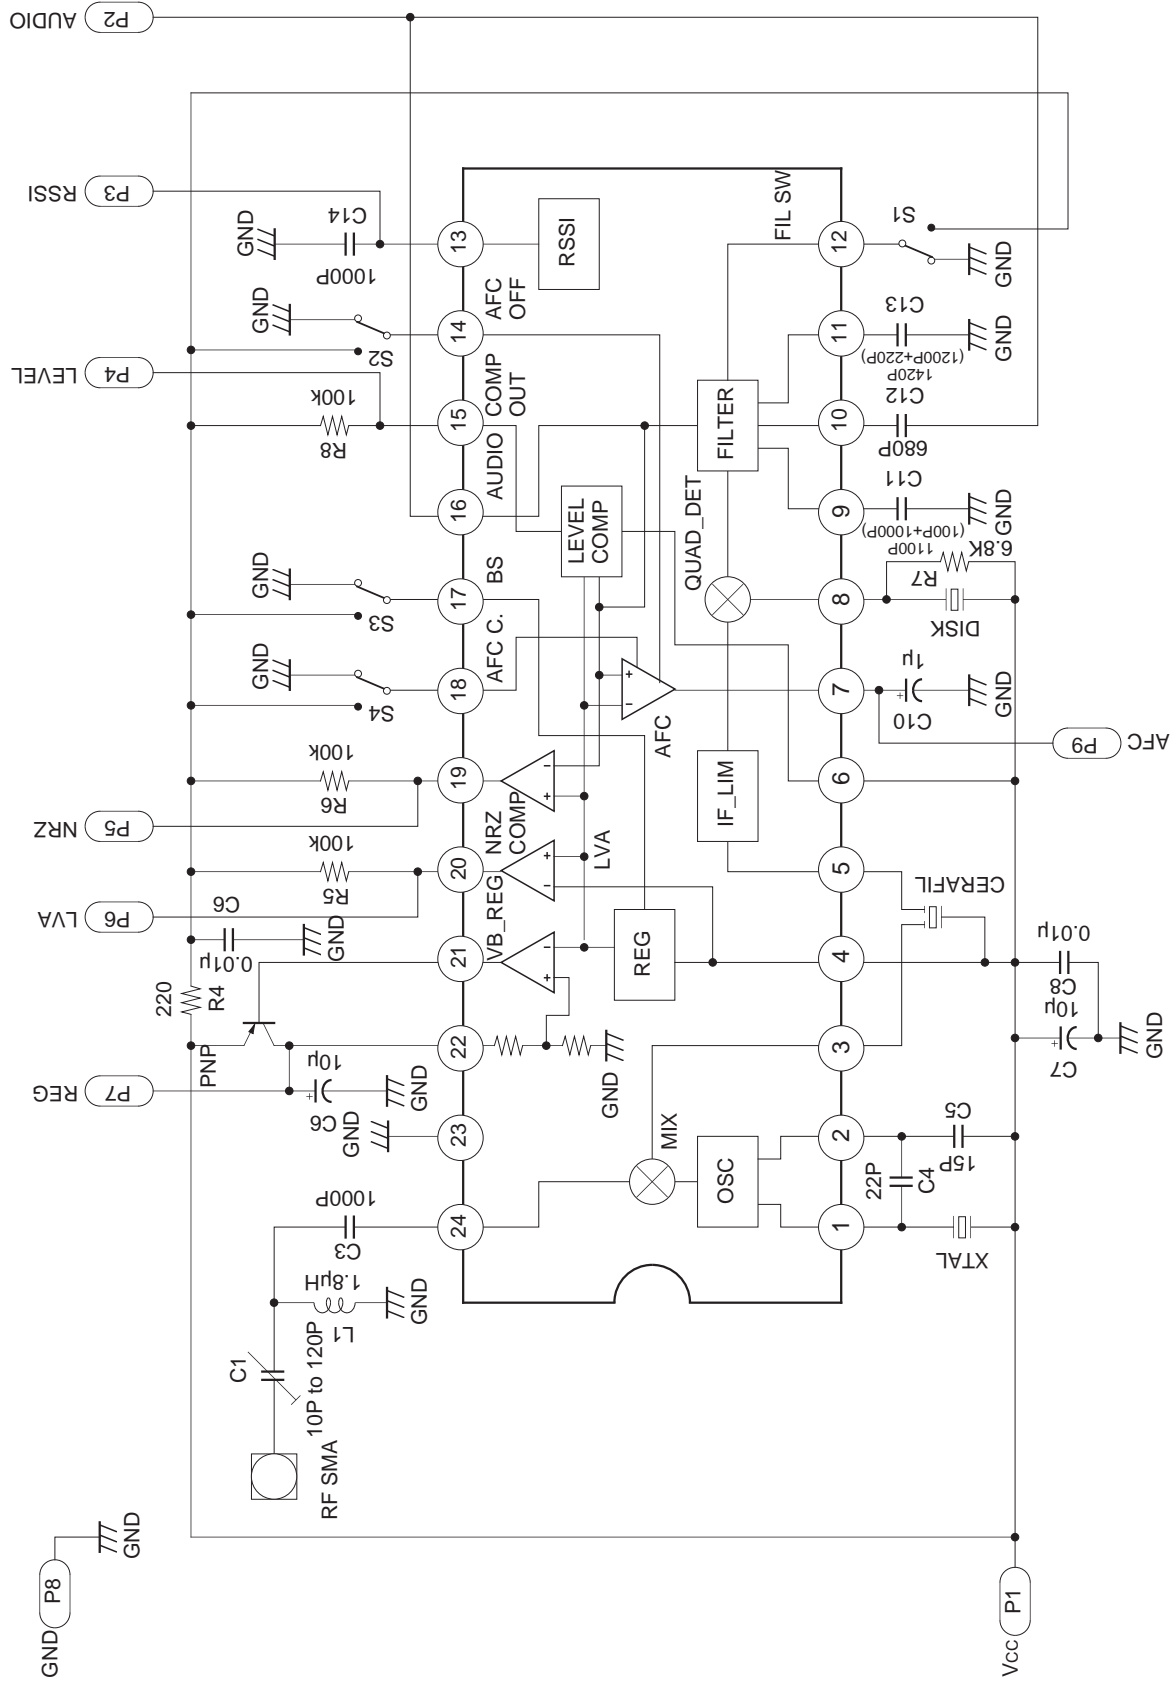 AUDIO
P2
RSSI
P3
GND
C14
1000P
13
RSSI
FIL SW
12
S1
GND
LEVEL
P4
GND
S2
14
AFC
OFF
11
C13
(1200P+220P)
1420P
GND
100k
R8
15
COMP
OUT
FILTER
10
C12
680P
16
AUDIO
LEVEL
COMP
QUAD_DET
9
C11
(100P+1000P)
1100P
GND
GND
S3
17
BS
8
R7
6.8K
DISK
GND
S4
18
AFC C.
AFC
7
1μ
+
C10
GND
P9
AFC
NRZ
P5
100k
R6
19
NRZ
COMP
+
-
+
-
IF_LIM
6
LVA
P6
100k
R5
20
+
-
LVA
5
CERAFIL
C6
0.01μ
GND
21
VB_REG
-
+
REG
4
0.01μ
C8
220
R4
PNP
REG
P7
10μ
+
C6
GND
22
GND
3
10μ
+
C7
GND
GND
23
MIX
2
C5
15P
1000P
C3
24
OSC
1
22P
C4
XTAL
C1
10P to 120P
1.8μH
L1
GND
RF SMA
GND
P8
GND
Vcc
P1